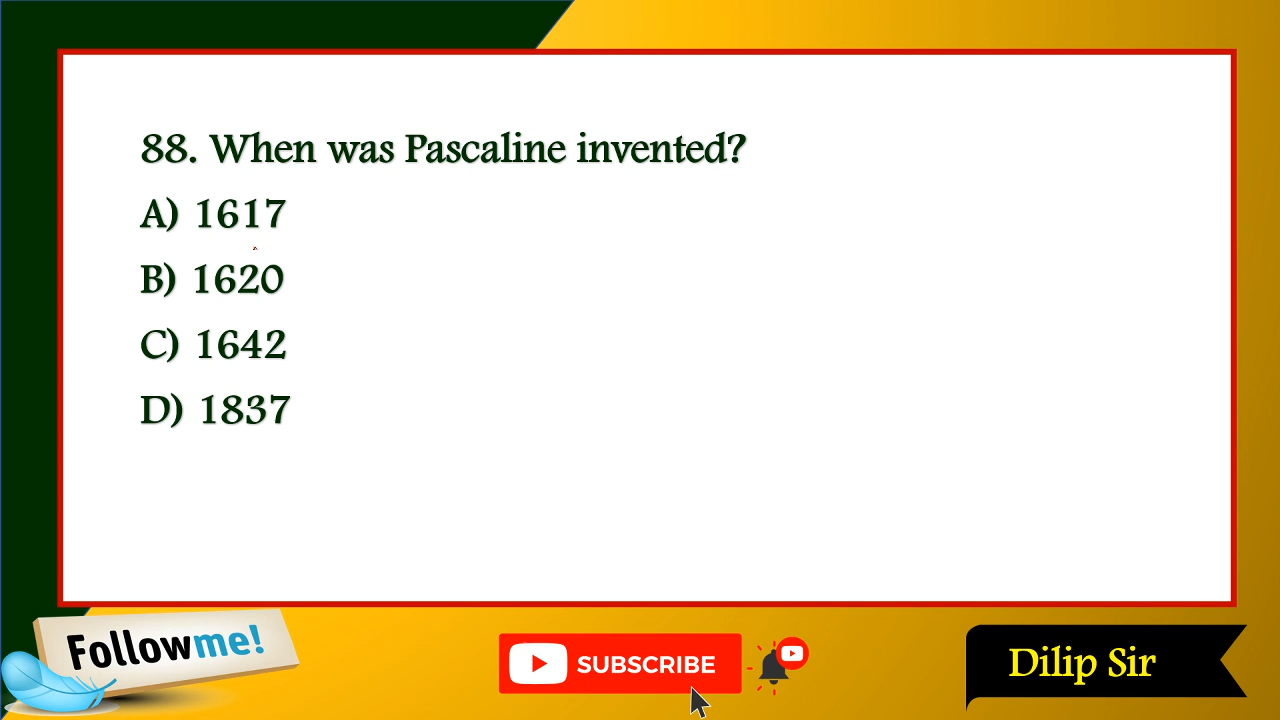 88. When was Pascaline invented?
A) 1617
B) 1620
C) 1642
D) 1837
Followme!
SUBSCRIBE
Dilip Sir